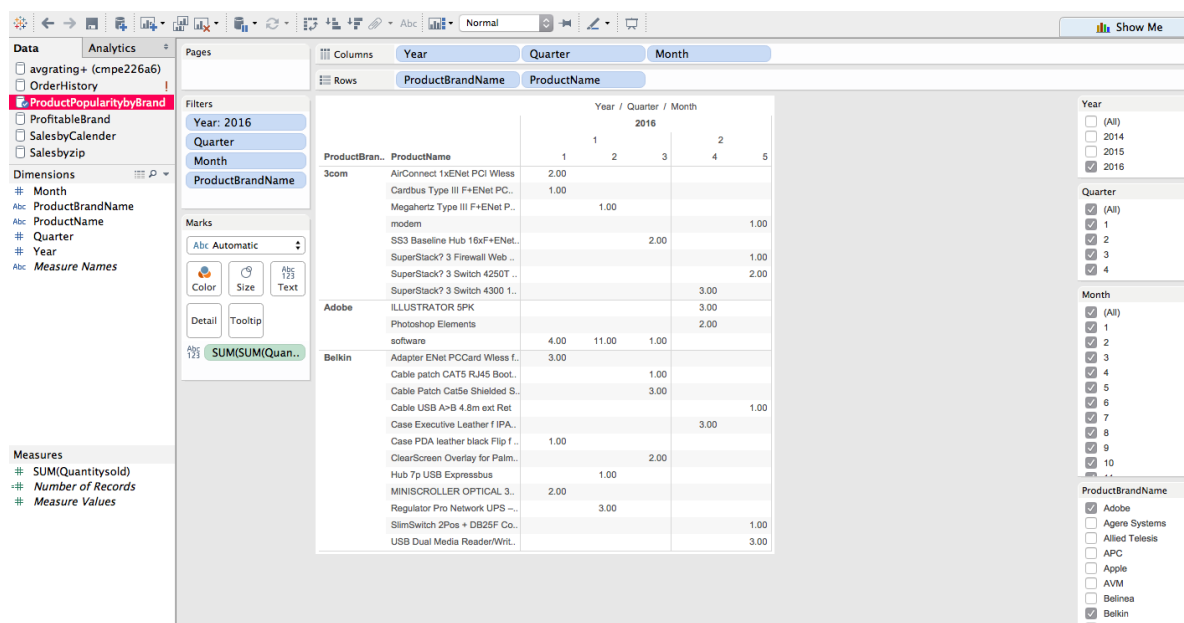 Abc Normal Show Me
Data Analytics
avgrating+ (cmpe226a6)
OrderHistory !
ProductPopularitybyBrand
ProfitableBrand
SalesbyCalender
Salesbyzip
Dimensions
# Month
Abc ProductBrandName
Abc ProductName
# Quarter
# Year
Abc Measure Names
Measures
# SUM(Quantitysold)
=# Number of Records
# Measure Values
Pages
Filters
Year: 2016
Quarter
Month
ProductBrandName
Marks
Abc Automatic
Abc
123
Color Size Text
Detail Tooltip
Abc
123 SUM(SUM(Quan..
Columns Year Quarter Month
Rows ProductBrandName ProductName
Year / Quarter / Month
2016
1 2
ProductBran.. ProductName 1 2 3 4 5
3com AirConnect 1xENet PCI Wless 2.00
Cardbus Type III F+ENet PC.. 1.00
Megahertz Type III F+ENet P.. 1.00
modem 1.00
SS3 Baseline Hub 16xF+ENet.. 2.00
SuperStack? 3 Firewall Web .. 1.00
SuperStack? 3 Switch 4250T .. 2.00
SuperStack? 3 Switch 4300 1.. 3.00
Adobe ILLUSTRATOR 5PK 3.00
Photoshop Elements 2.00
software 4.00 11.00 1.00
Belkin Adapter ENet PCCard Wless f.. 3.00
Cable patch CAT5 RJ45 Boot.. 1.00
Cable Patch Cat5e Shielded S.. 3.00
Cable USB A>B 4.8m ext Ret 1.00
Case Executive Leather f IPA.. 3.00
Case PDA leather black Flip f .. 1.00
ClearScreen Overlay for Palm.. 2.00
Hub 7p USB Expressbus 1.00
MINISCROLLER OPTICAL 3.. 2.00
Regulator Pro Network UPS –.. 3.00
SlimSwitch 2Pos + DB25F Co.. 1.00
USB Dual Media Reader/Writ.. 3.00
Year
(All)
2014
2015
2016
Quarter
(All)
1
2
3
4
Month
(All)
1
2
3
4
5
6
7
8
9
10
ProductBrandName
Adobe
Agere Systems
Allied Telesis
APC
Apple
AVM
Belinea
Belkin